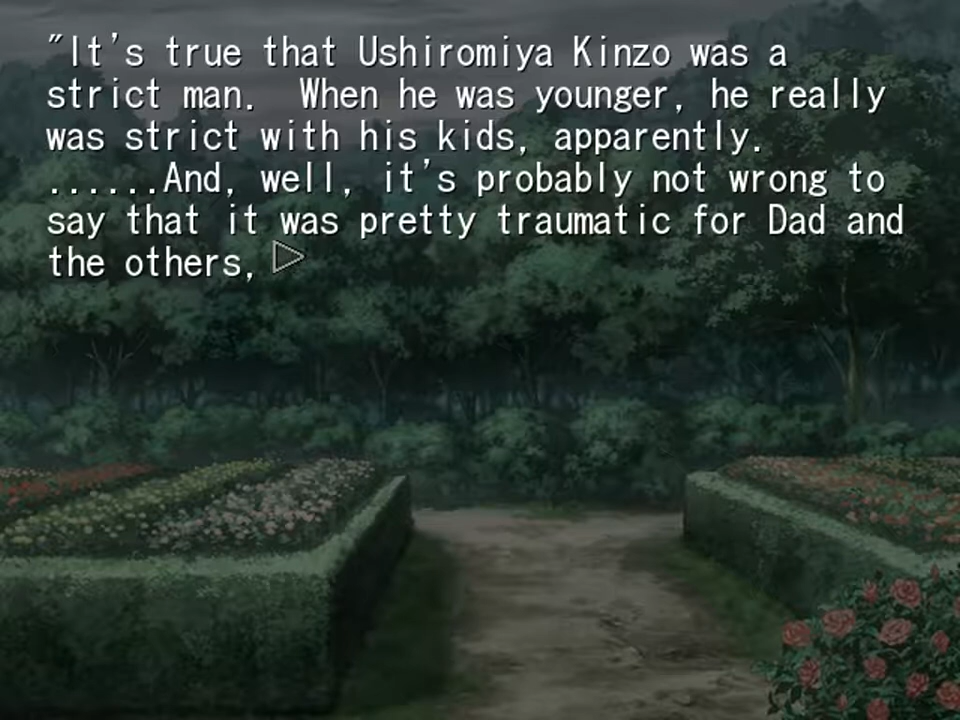 "It's true that Ushiromiya Kinzo was a
strict man.  When he was younger, he really
was strict with his kids, apparently.
......And, well, it's probably not wrong to
say that it was pretty traumatic for Dad and
the others,